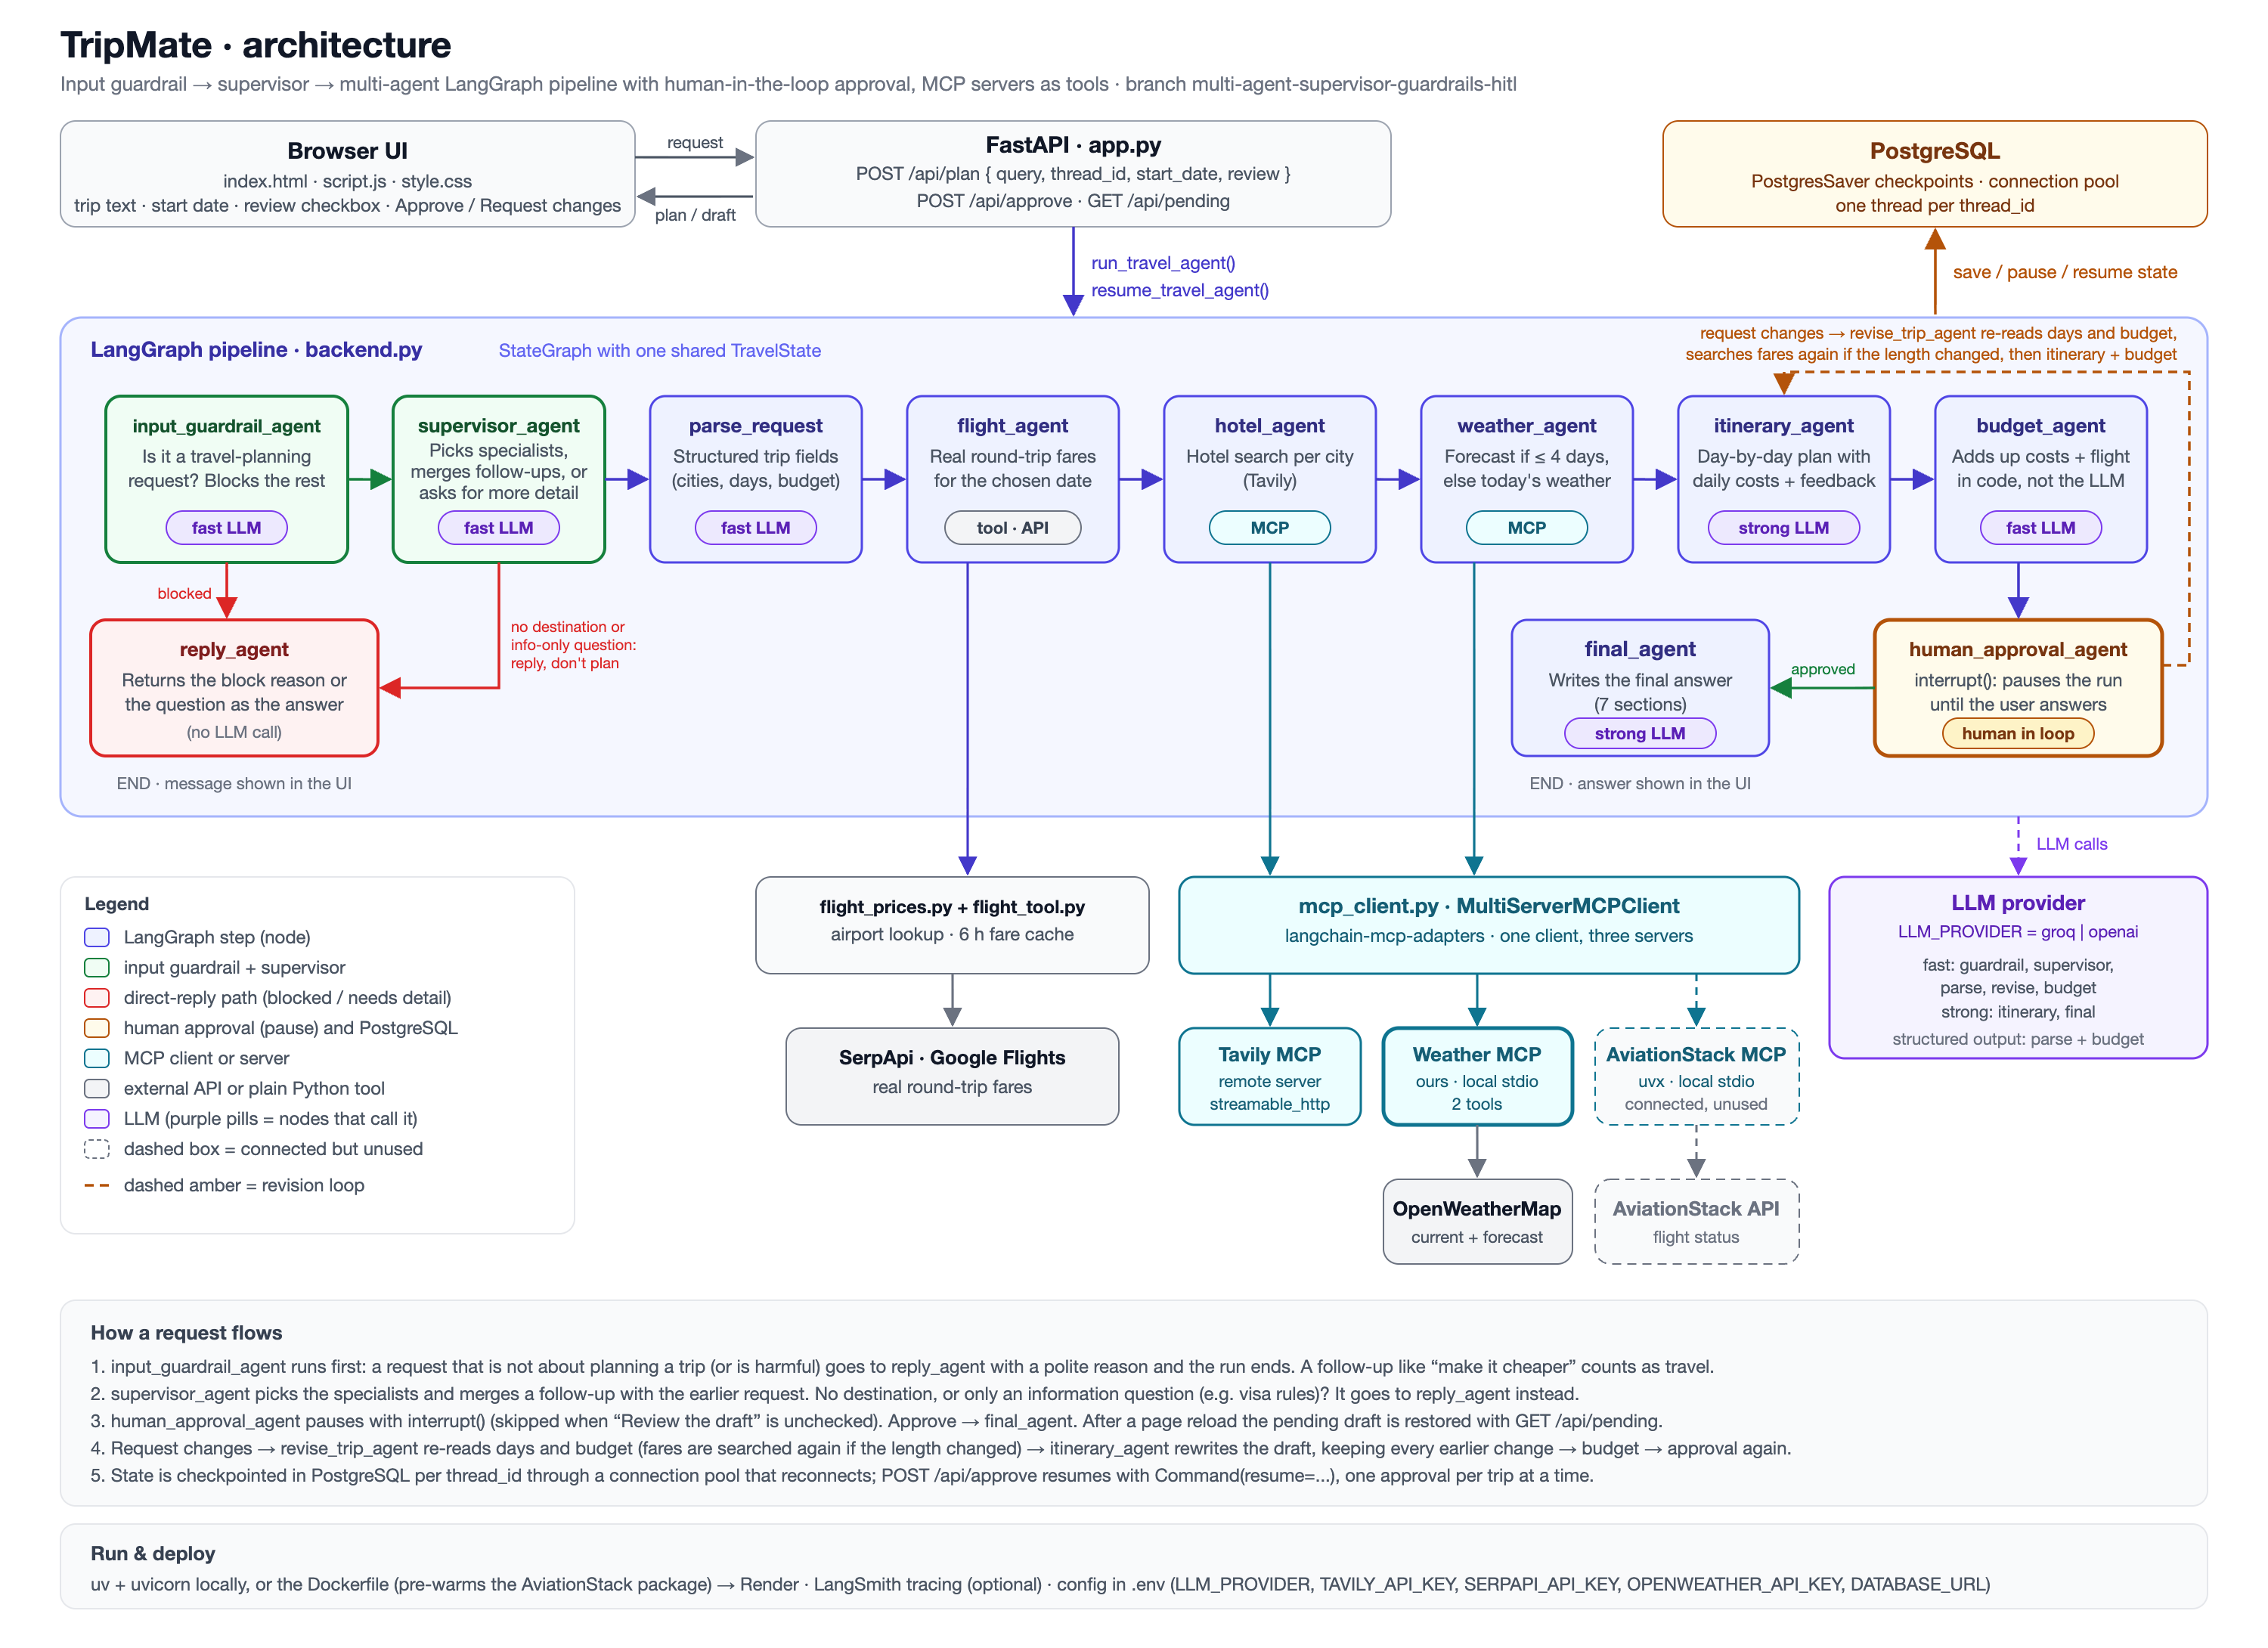 TripMate · architecture
Input guardrail → supervisor → multi-agent LangGraph pipeline with human-in-the-loop approval, MCP servers as tools · branch multi-agent-supervisor-guardrails-hitl
Browser UI
index.html · script.js · style.css
trip text · start date · review checkbox · Approve / Request changes
request
plan / draft
FastAPI · app.py
POST /api/plan { query, thread_id, start_date, review }
POST /api/approve · GET /api/pending
PostgreSQL
PostgresSaver checkpoints · connection pool
one thread per thread_id
run_travel_agent()
resume_travel_agent()
save / pause / resume state
LangGraph pipeline · backend.py
StateGraph with one shared TravelState
request changes → revise_trip_agent re-reads days and budget,
searches fares again if the length changed, then itinerary + budget
input_guardrail_agent
Is it a travel-planning
request? Blocks the rest
fast LLM
supervisor_agent
Picks specialists,
merges follow-ups, or
asks for more detail
fast LLM
parse_request
Structured trip fields
(cities, days, budget)
fast LLM
flight_agent
Real round-trip fares
for the chosen date
tool · API
hotel_agent
Hotel search per city
(Tavily)
MCP
weather_agent
Forecast if ≤ 4 days,
else today's weather
MCP
itinerary_agent
Day-by-day plan with
daily costs + feedback
strong LLM
budget_agent
Adds up costs + flight
in code, not the LLM
fast LLM
blocked
no destination or
info-only question:
reply, don't plan
reply_agent
Returns the block reason or
the question as the answer
(no LLM call)
END · message shown in the UI
final_agent
Writes the final answer
(7 sections)
strong LLM
END · answer shown in the UI
approved
human_approval_agent
interrupt(): pauses the run
until the user answers
human in loop
LLM calls
Legend
LangGraph step (node)
input guardrail + supervisor
direct-reply path (blocked / needs detail)
human approval (pause) and PostgreSQL
MCP client or server
external API or plain Python tool
LLM (purple pills = nodes that call it)
dashed box = connected but unused
dashed amber = revision loop
flight_prices.py + flight_tool.py
airport lookup · 6 h fare cache
SerpApi · Google Flights
real round-trip fares
mcp_client.py · MultiServerMCPClient
langchain-mcp-adapters · one client, three servers
Tavily MCP
remote server
streamable_http
Weather MCP
ours · local stdio
2 tools
AviationStack MCP
uvx · local stdio
connected, unused
OpenWeatherMap
current + forecast
AviationStack API
flight status
LLM provider
LLM_PROVIDER = groq | openai
fast: guardrail, supervisor,
parse, revise, budget
strong: itinerary, final
structured output: parse + budget
How a request flows
1. input_guardrail_agent runs first: a request that is not about planning a trip (or is harmful) goes to reply_agent with a polite reason and the run ends. A follow-up like “make it cheaper” counts as travel.
2. supervisor_agent picks the specialists and merges a follow-up with the earlier request. No destination, or only an information question (e.g. visa rules)? It goes to reply_agent instead.
3. human_approval_agent pauses with interrupt() (skipped when “Review the draft” is unchecked). Approve → final_agent. After a page reload the pending draft is restored with GET /api/pending.
4. Request changes → revise_trip_agent re-reads days and budget (fares are searched again if the length changed) → itinerary_agent rewrites the draft, keeping every earlier change → budget → approval again.
5. State is checkpointed in PostgreSQL per thread_id through a connection pool that reconnects; POST /api/approve resumes with Command(resume=...), one approval per trip at a time.
Run & deploy
uv + uvicorn locally, or the Dockerfile (pre-warms the AviationStack package) → Render · LangSmith tracing (optional) · config in .env (LLM_PROVIDER, TAVILY_API_KEY, SERPAPI_API_KEY, OPENWEATHER_API_KEY, DATABASE_URL)